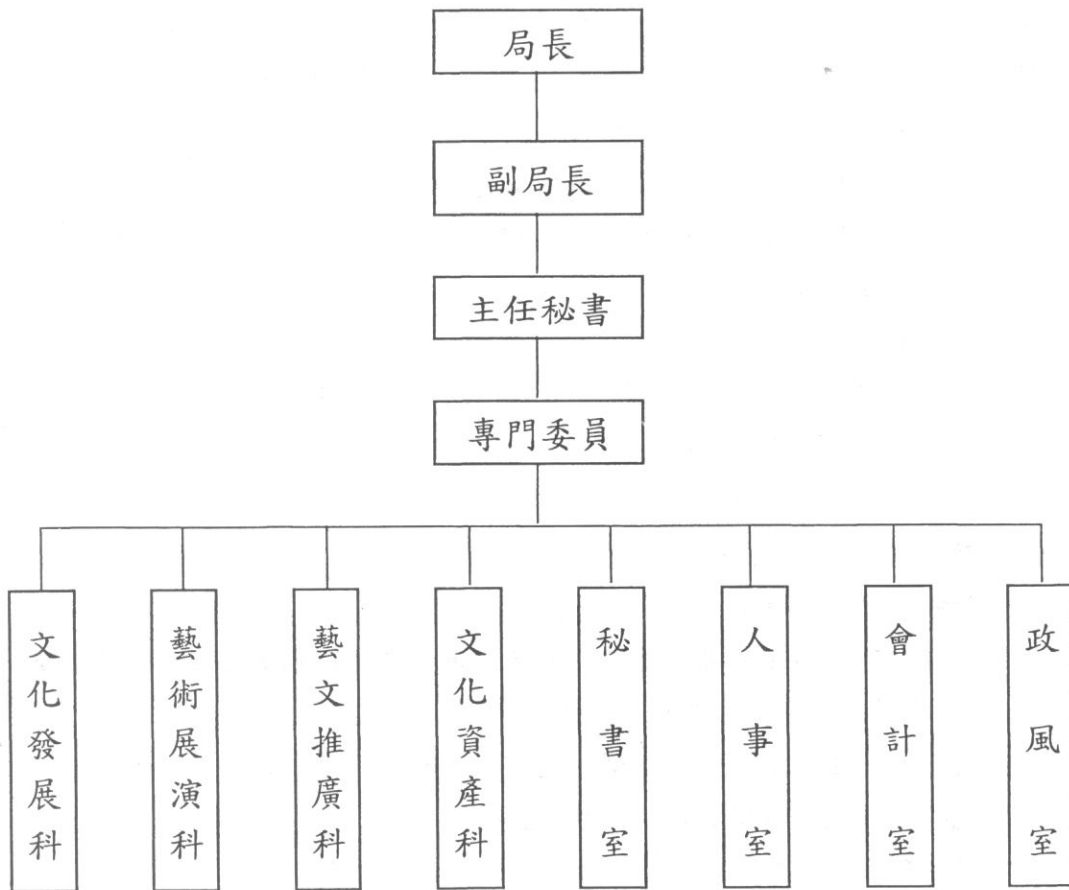 局長
副局長
主任秘書
專門委員
文化發展科
藝術展演科
藝文推廣科
文化資產科
秘書室
人事室
會計室
政風室